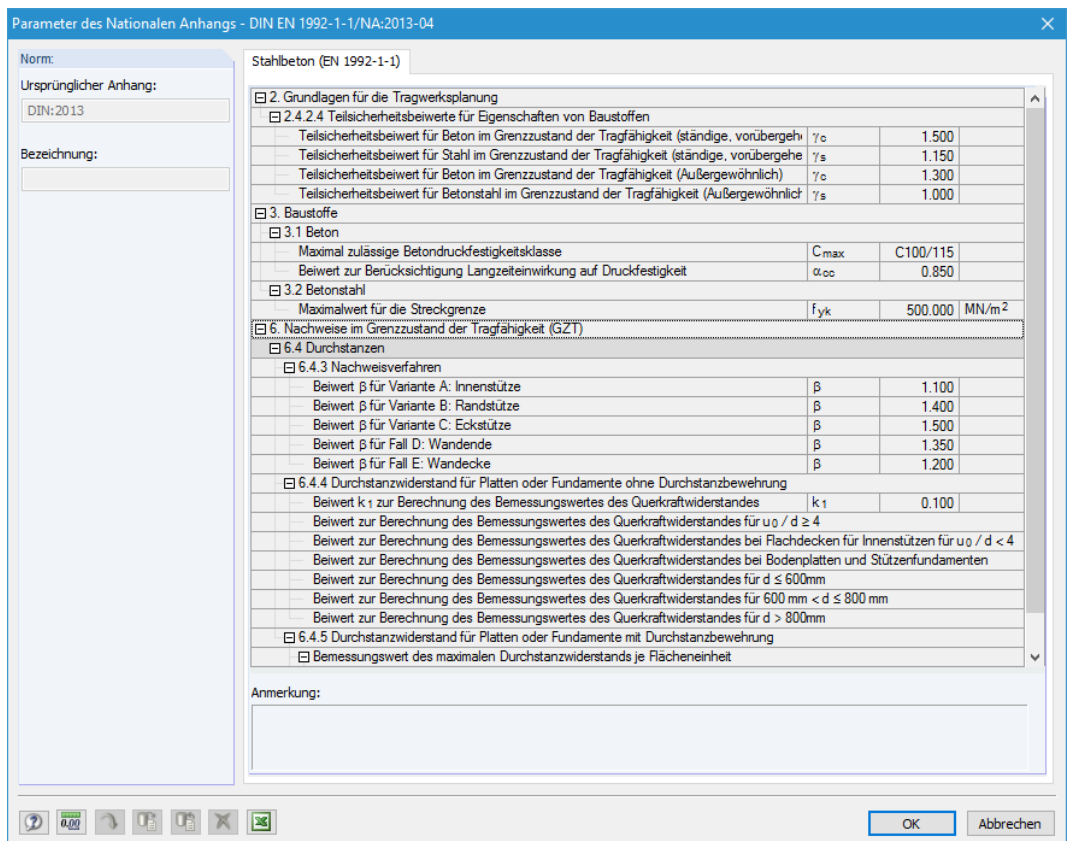 Parameter des Nationalen Anhangs - DIN EN 1992-1-1/NA:2013-04
Norm:
Ursprünglicher Anhang:
DIN:2013
Bezeichnung:
Stahlbeton (EN 1992-1-1)
2. Grundlagen für die Tragwerksplanung
2.4.2.4 Teilsicherheitsbeiwerte für Eigenschaften von Baustoffen
Teilsicherheitsbeiwert für Beton im Grenzzustand der Tragfähigkeit (ständige, vorübergehe γc 1.500
Teilsicherheitsbeiwert für Stahl im Grenzzustand der Tragfähigkeit (ständige, vorübergehe γs 1.150
Teilsicherheitsbeiwert für Beton im Grenzzustand der Tragfähigkeit (Außergewöhnlich) γc 1.300
Teilsicherheitsbeiwert für Betonstahl im Grenzzustand der Tragfähigkeit (Außergewöhnlich γs 1.000
3. Baustoffe
3.1 Beton
Maximal zulässige Betondruckfestigkeitsklasse Cmax C100/115
Beiwert zur Berücksichtigung Langzeiteinwirkung auf Druckfestigkeit αcc 0.850
3.2 Betonstahl
Maximalwert für die Streckgrenze fyk 500.000 MN/m²
6. Nachweise im Grenzzustand der Tragfähigkeit (GZT)
6.4 Durchstanzen
6.4.3 Nachweisverfahren
Beiwert β für Variante A: Innenstütze β 1.100
Beiwert β für Variante B: Randstütze β 1.400
Beiwert β für Variante C: Eckstütze β 1.500
Beiwert β für Fall D: Wandende β 1.350
Beiwert β für Fall E: Wandecke β 1.200
6.4.4 Durchstanzwiderstand für Platten oder Fundamente ohne Durchstanzbewehrung
Beiwert k1 zur Berechnung des Bemessungswertes des Querkraftwiderstandes k1 0.100
Beiwert zur Berechnung des Bemessungswertes des Querkraftwiderstandes für u0 / d ≥ 4
Beiwert zur Berechnung des Bemessungswertes des Querkraftwiderstandes bei Flachdecken für Innenstützen für u0 / d < 4
Beiwert zur Berechnung des Bemessungswertes des Querkraftwiderstandes bei Bodenplatten und Stützenfundamenten
Beiwert zur Berechnung des Bemessungswertes des Querkraftwiderstandes für d ≤ 600mm
Beiwert zur Berechnung des Bemessungswertes des Querkraftwiderstandes für 600 mm < d ≤ 800 mm
Beiwert zur Berechnung des Bemessungswertes des Querkraftwiderstandes für d > 800mm
6.4.5 Durchstanzwiderstand für Platten oder Fundamente mit Durchstanzbewehrung
Bemessungswert des maximalen Durchstanzwiderstands je Flächeneinheit
Anmerkung:
0.00
OK Abbrechen